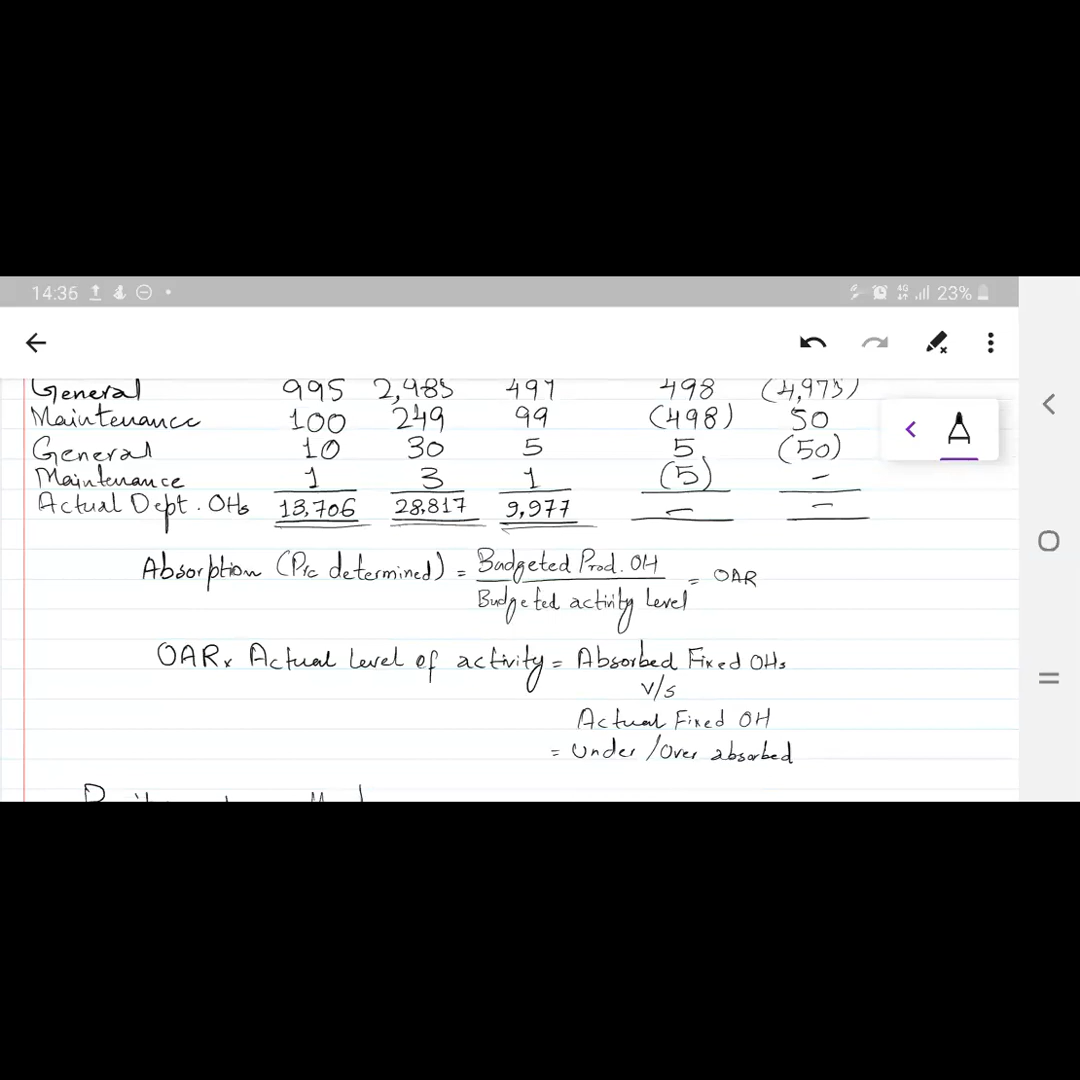 14:36 4G 23%
General 995 2,985 497 498 (4,975)
Maintenance 100 249 99 (498) 50
General 10 30 5 5 (50)
Maintenance 1 3 1 (5) -
Actual Dept. OHs 13,706 28,817 9,977 - -
Absorption (Pre determined) = Budgeted Prod. OH / Budgeted activity Level = OAR
OAR x Actual Level of activity = Absorbed Fixed OHs
v/s
Actual Fixed OH
= Under / Over absorbed